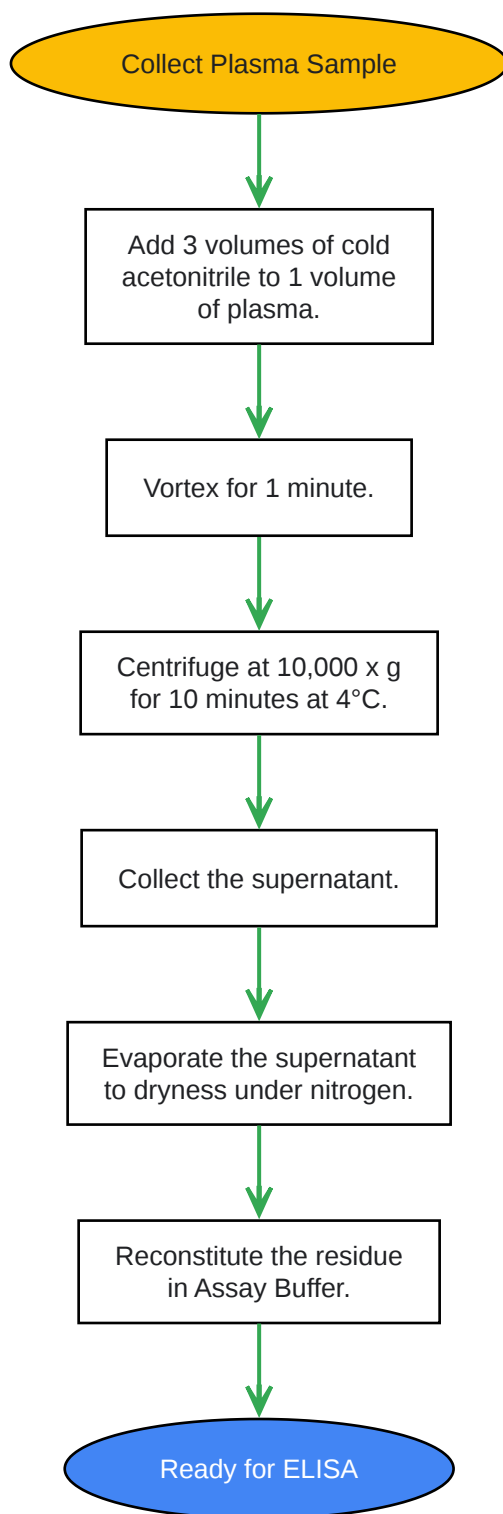 Collect Plasma Sample
Add 3 volumes of cold
acetonitrile to 1 volume
of plasma.
Vortex for 1 minute.
Centrifuge at 10,000 x g
for 10 minutes at 4°C.
Collect the supernatant.
Evaporate the supernatant
to dryness under nitrogen.
Reconstitute the residue
in Assay Buffer.
Ready for ELISA